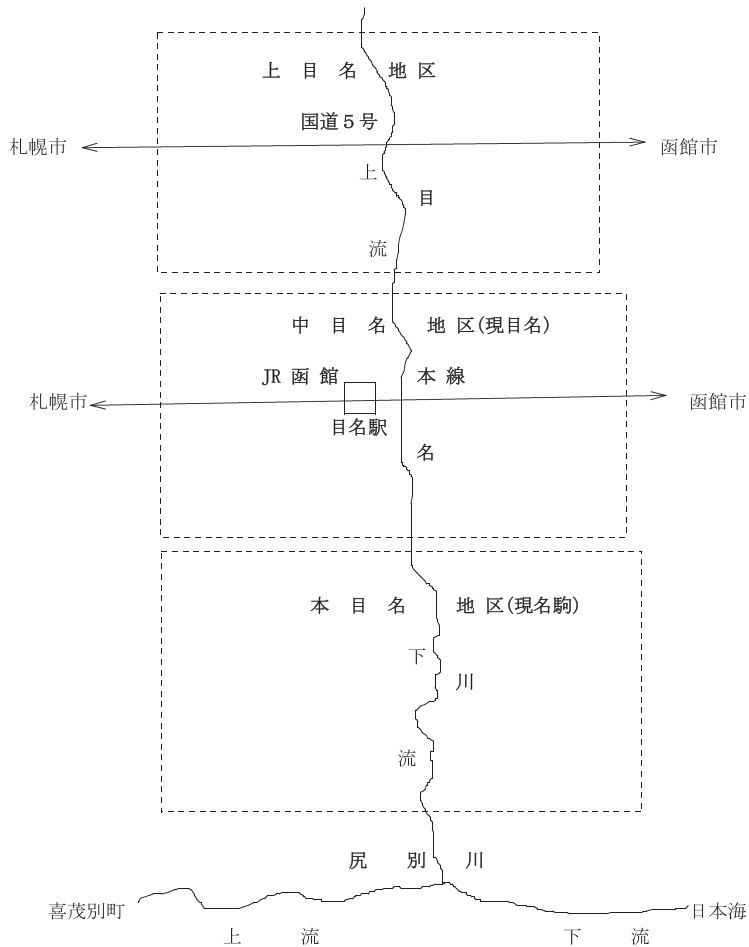 上 目 名 地 区
国道５号
札幌市
函館市
上
目
流
中 目 名 地 区(現目名)
JR 函 館 本 線
札幌市
函館市
目名駅
名
本 目 名 地 区(現名駒)
下
川
流
尻 別 川
喜茂別町
日本海
上 流
下 流